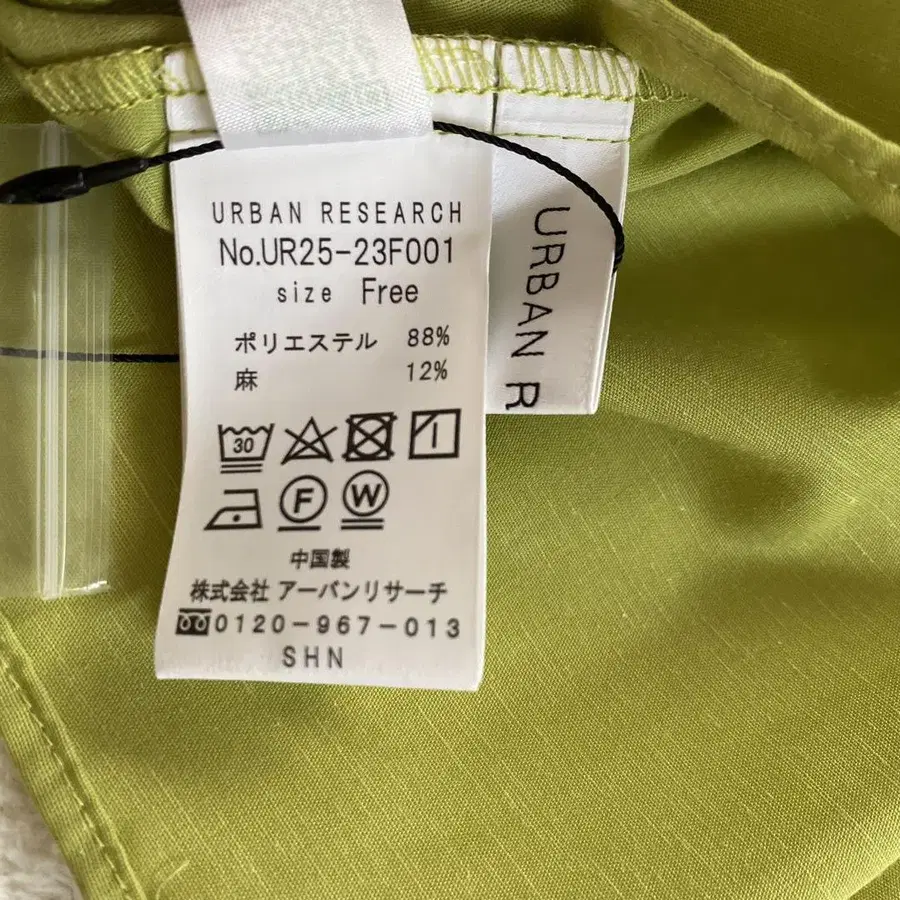 URBAN RESEARCH
No.UR25-23F001
size Free
ポリエステル 88%
麻 12%
30
F W
中国製
株式会社 アーバンリサーチ
0120-967-013
SHN
URBAN R